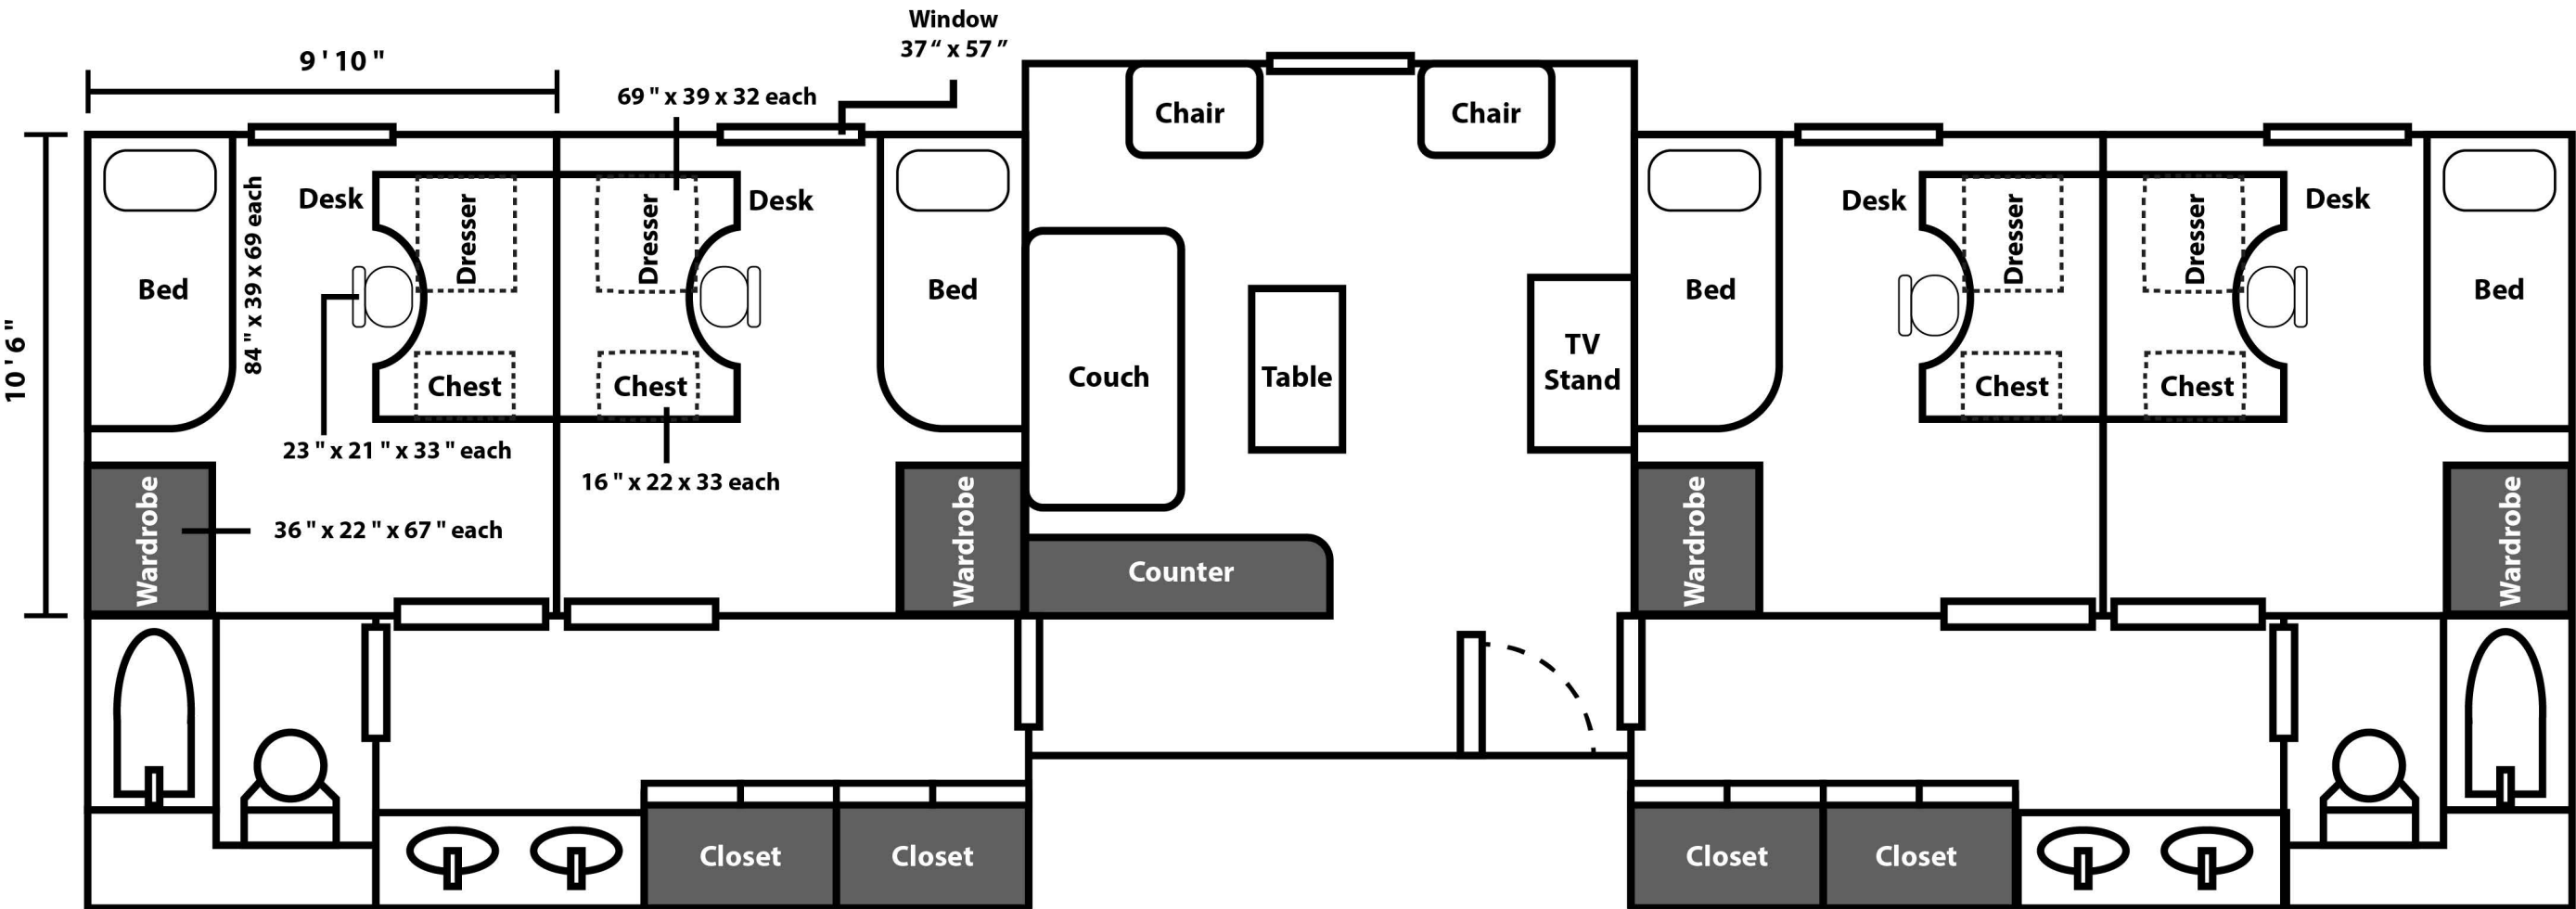 Window
37“ x 57 ”
9 ' 10 "
69 " x 39 x 32 each
Chair
Chair
Desk
Dresser
Dresser
Desk
Desk
Dresser
Dresser
Desk
84 " x 39 x 69 each
Bed
Bed
Bed
Bed
10 ' 6 "
Chest
Chest
Couch
Table
TV
Stand
Chest
Chest
23 " x 21 " x 33 " each
16 " x 22 x 33 each
Wardrobe
36 " x 22 " x 67 " each
Wardrobe
Counter
Wardrobe
Wardrobe
Closet
Closet
Closet
Closet